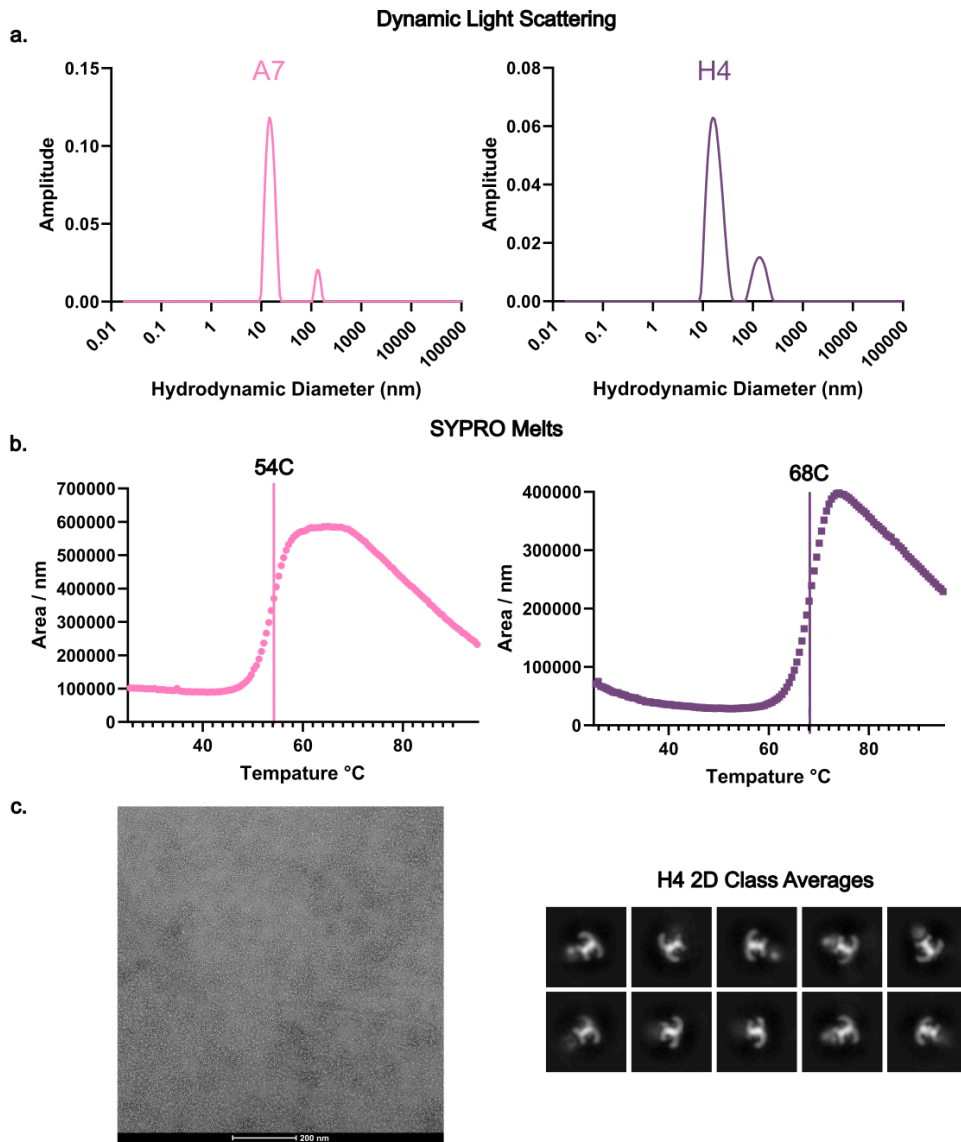 Dynamic Light Scattering
a.
A7
0.15
0.10
0.05
0.00
Amplitude
0.01
0.1
1
10
100
1000
10000
100000
Hydrodynamic Diameter (nm)
H4
0.08
0.06
0.04
0.02
0.00
Amplitude
0.01
0.1
1
10
100
1000
10000
100000
Hydrodynamic Diameter (nm)
SYPRO Melts
b.
54C
700000
600000
500000
400000
300000
200000
100000
0
Area / nm
40
60
80
Tempature °C
68C
400000
300000
200000
100000
0
Area / nm
40
60
80
Tempature °C
c.
200 nm
H4 2D Class Averages